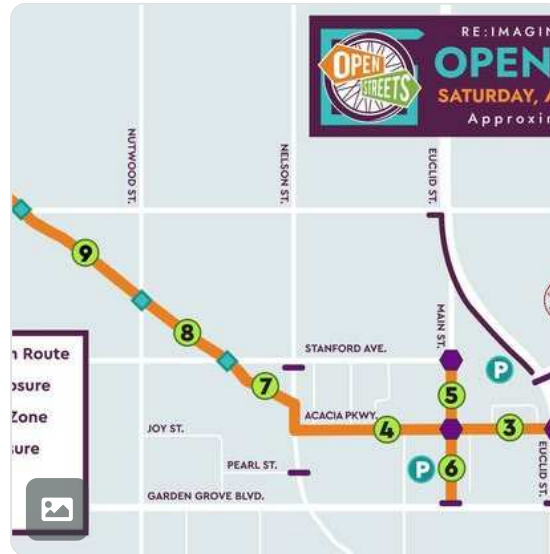 RE:IMAGIN
OPEN
SATURDAY, A
Approxin
OPEN
STREETS
NUTWOOD ST.
NELSON ST.
EUCLID ST.
9
8
7
MAIN ST.
P
STANFORD AVE.
5
ACACIA PKWY.
4
3
JOY ST.
PEARL ST.
P
6
EUCLID ST.
GARDEN GROVE BLVD.
n Route
osure
Zone
sure